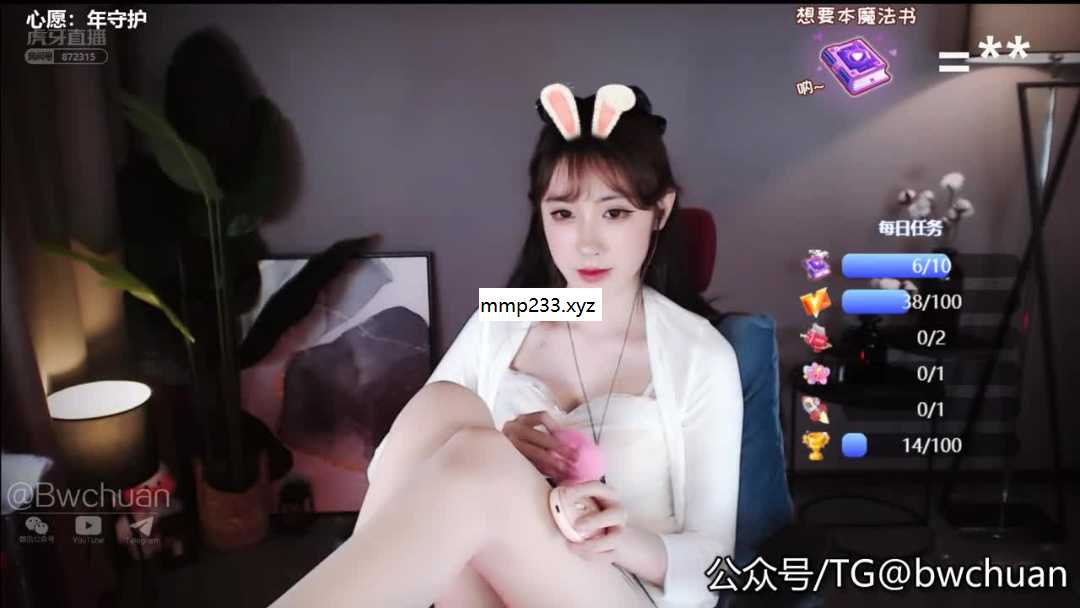 心愿：年守护
虎牙直播
房间号 872315
想要本魔法书
呐~
=**
mmp233.xyz
每日任务
6/10
38/100
0/2
0/1
0/1
14/100
@Bwchuan
微信公众号 YouTube Telegram
公众号/TG@bwchuan